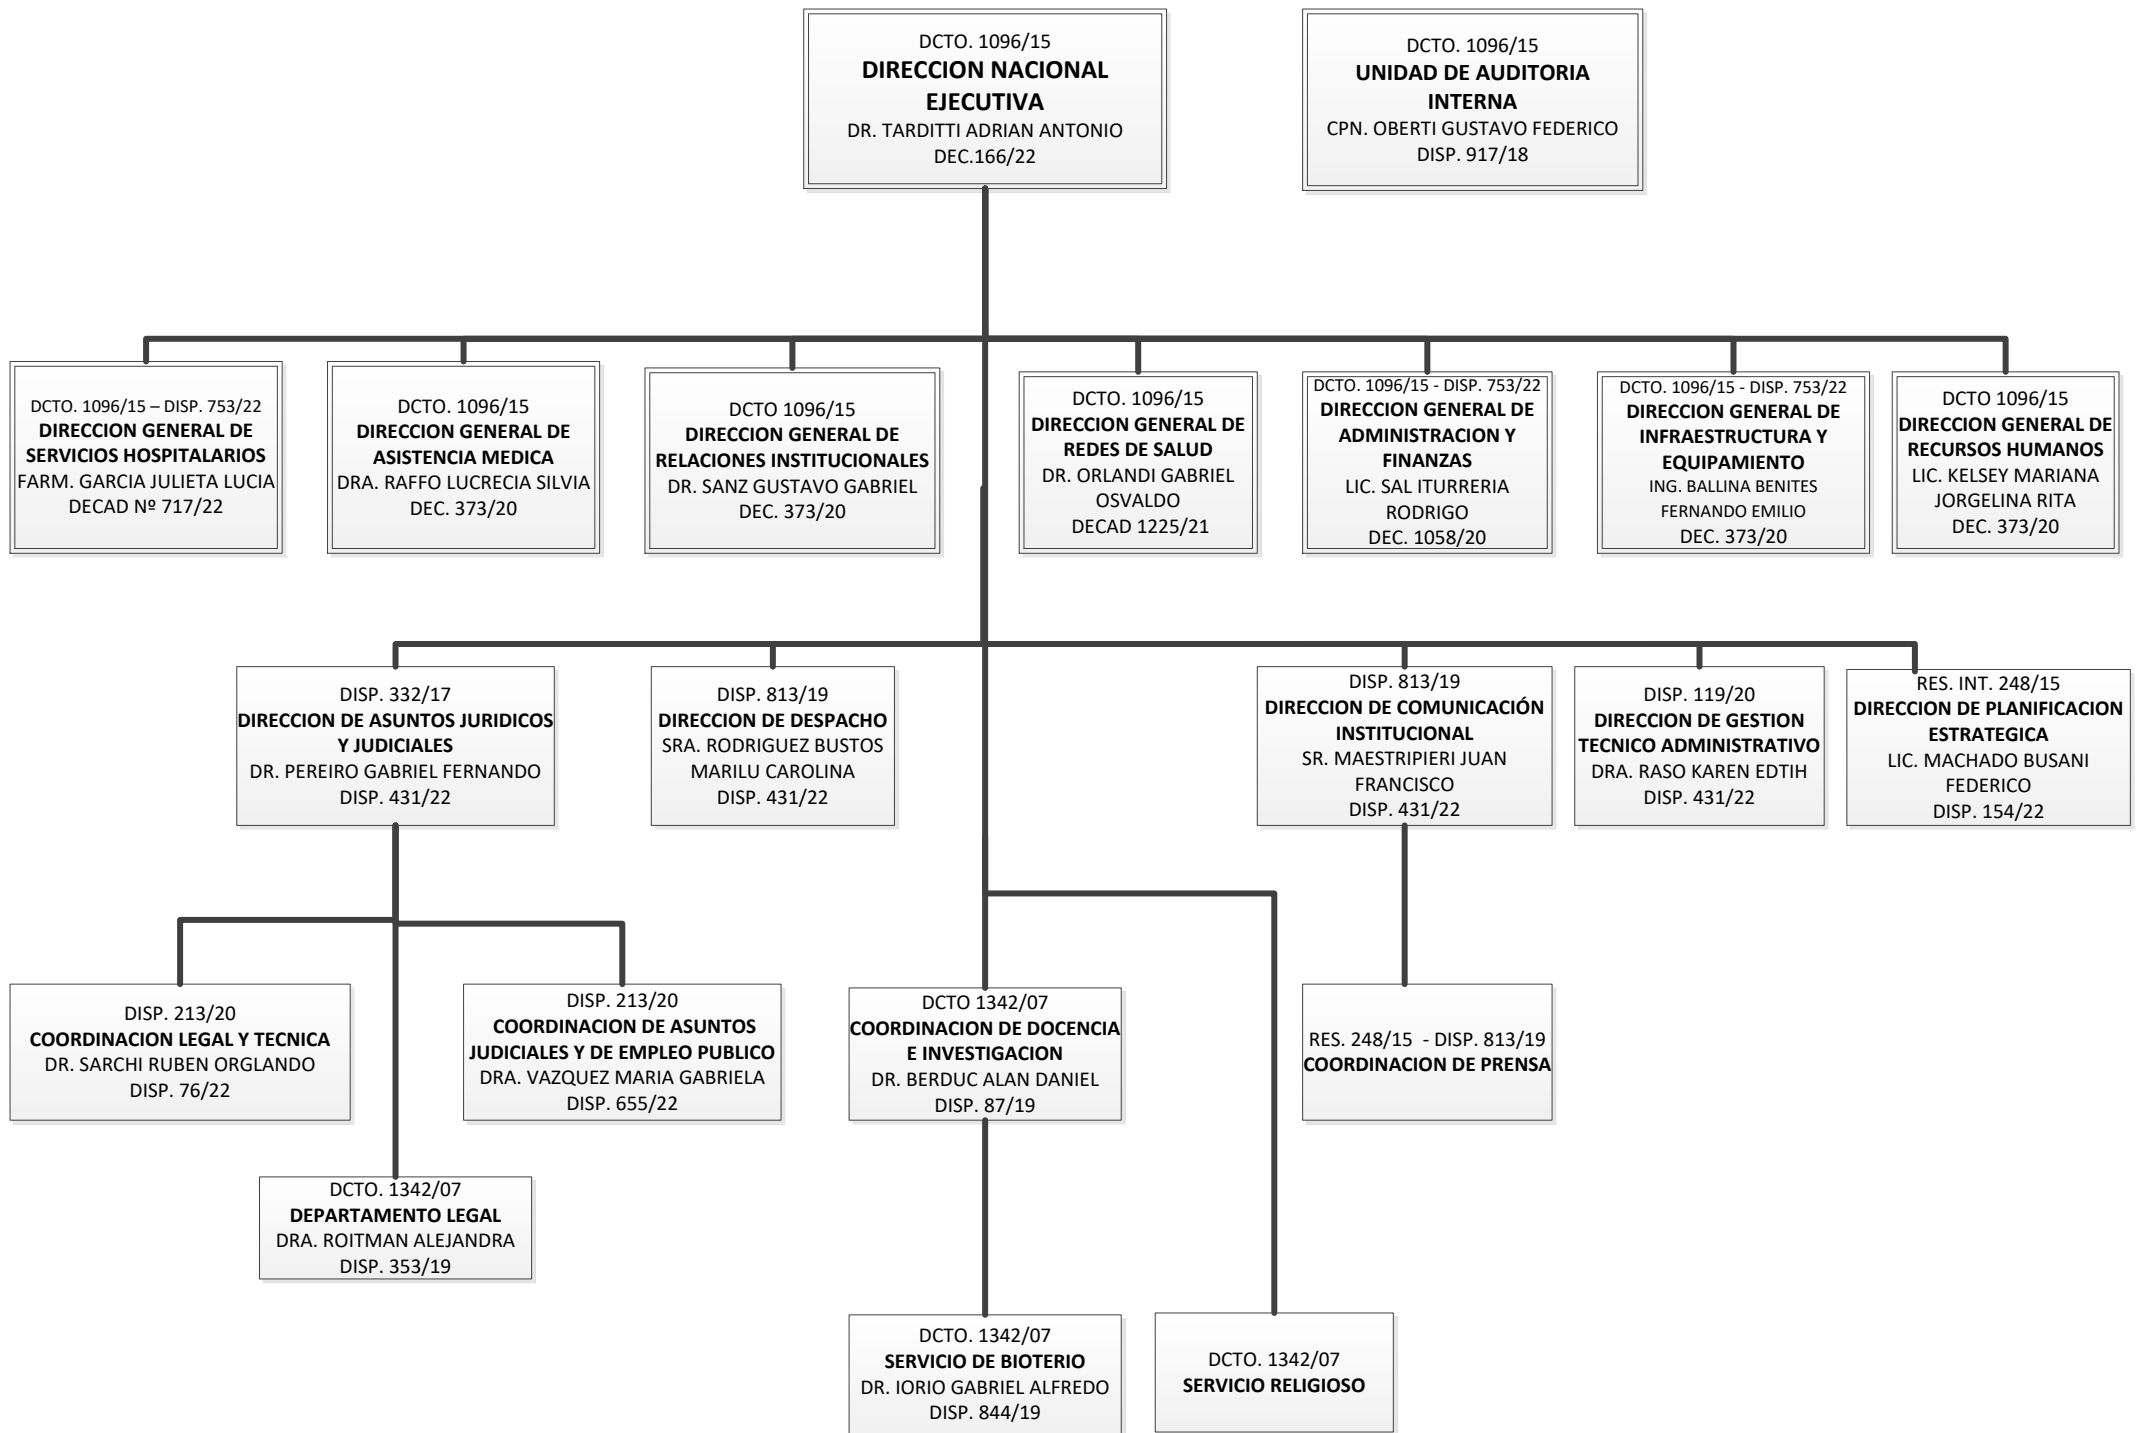 DCTO. 1096/15
DIRECCION NACIONAL
EJECUTIVA
DR. TARDITTI ADRIAN ANTONIO
DEC.166/22
DCTO. 1096/15
UNIDAD DE AUDITORIA
INTERNA
CPN. OBERTI GUSTAVO FEDERICO
DISP. 917/18
DCTO. 1096/15 – DISP. 753/22
DIRECCION GENERAL DE
SERVICIOS HOSPITALARIOS
FARM. GARCIA JULIETA LUCIA
DECAD Nº 717/22
DCTO. 1096/15
DIRECCION GENERAL DE
ASISTENCIA MEDICA
DRA. RAFFO LUCRECIA SILVIA
DEC. 373/20
DCTO 1096/15
DIRECCION GENERAL DE
RELACIONES INSTITUCIONALES
DR. SANZ GUSTAVO GABRIEL
DEC. 373/20
DCTO. 1096/15
DIRECCION GENERAL DE
REDES DE SALUD
DR. ORLANDI GABRIEL
OSVALDO
DECAD 1225/21
DCTO. 1096/15 - DISP. 753/22
DIRECCION GENERAL DE
ADMINISTRACION Y
FINANZAS
LIC. SAL ITURRERIA
RODRIGO
DEC. 1058/20
DCTO. 1096/15 - DISP. 753/22
DIRECCION GENERAL DE
INFRAESTRUCTURA Y
EQUIPAMIENTO
ING. BALLINA BENITES
FERNANDO EMILIO
DEC. 373/20
DCTO 1096/15
DIRECCION GENERAL DE
RECURSOS HUMANOS
LIC. KELSEY MARIANA
JORGELINA RITA
DEC. 373/20
DISP. 332/17
DIRECCION DE ASUNTOS JURIDICOS
Y JUDICIALES
DR. PEREIRO GABRIEL FERNANDO
DISP. 431/22
DISP. 813/19
DIRECCION DE DESPACHO
SRA. RODRIGUEZ BUSTOS
MARILU CAROLINA
DISP. 431/22
DISP. 813/19
DIRECCION DE COMUNICACIÓN
INSTITUCIONAL
SR. MAESTRIPIERI JUAN
FRANCISCO
DISP. 431/22
DISP. 119/20
DIRECCION DE GESTION
TECNICO ADMINISTRATIVO
DRA. RASO KAREN EDTIH
DISP. 431/22
RES. INT. 248/15
DIRECCION DE PLANIFICACION
ESTRATEGICA
LIC. MACHADO BUSANI
FEDERICO
DISP. 154/22
DISP. 213/20
COORDINACION LEGAL Y TECNICA
DR. SARCHI RUBEN ORGLANDO
DISP. 76/22
DISP. 213/20
COORDINACION DE ASUNTOS
JUDICIALES Y DE EMPLEO PUBLICO
DRA. VAZQUEZ MARIA GABRIELA
DISP. 655/22
DCTO 1342/07
COORDINACION DE DOCENCIA
E INVESTIGACION
DR. BERDUC ALAN DANIEL
DISP. 87/19
RES. 248/15 - DISP. 813/19
COORDINACION DE PRENSA
DCTO. 1342/07
DEPARTAMENTO LEGAL
DRA. ROITMAN ALEJANDRA
DISP. 353/19
DCTO. 1342/07
SERVICIO DE BIOTERIO
DR. IORIO GABRIEL ALFREDO
DISP. 844/19
DCTO. 1342/07
SERVICIO RELIGIOSO